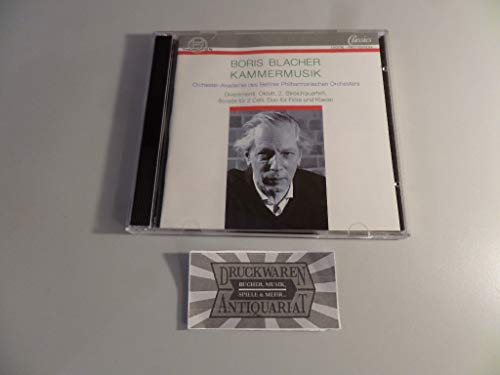 Classics
BORIS BLACHER
KAMMERMUSIK
Orchester-Akademie des Berliner Philharmonischen Orchesters
Divertimenti, Oktett, 2. Streichquartett,
Sonate für 2 Celli, Duo für Flöte und Klavier
DRUCKWAREN
BÜCHER, MUSIK,
SPIELE & MEHR...
ANTIQUARIAT